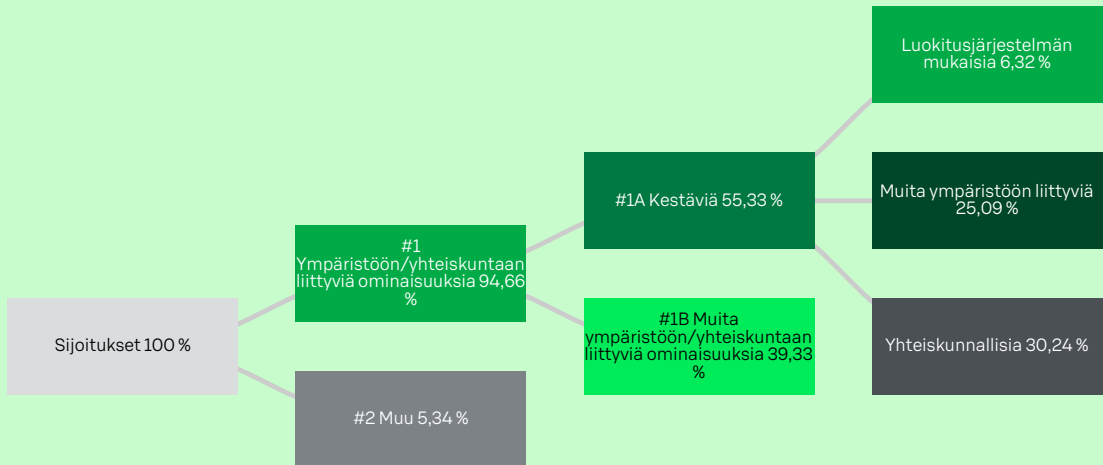 Sijoitukset 100 %
#1
Ympäristöön/yhteiskuntaan
liittyviä ominaisuuksia 94,66
%
#2 Muu 5,34 %
#1A Kestäviä 55,33 %
#1B Muita
ympäristöön/yhteiskuntaan
liittyviä ominaisuuksia 39,33
%
Luokitusjärjestelmän
mukaisia 6,32 %
Muita ympäristöön liittyviä
25,09 %
Yhteiskunnallisia 30,24 %